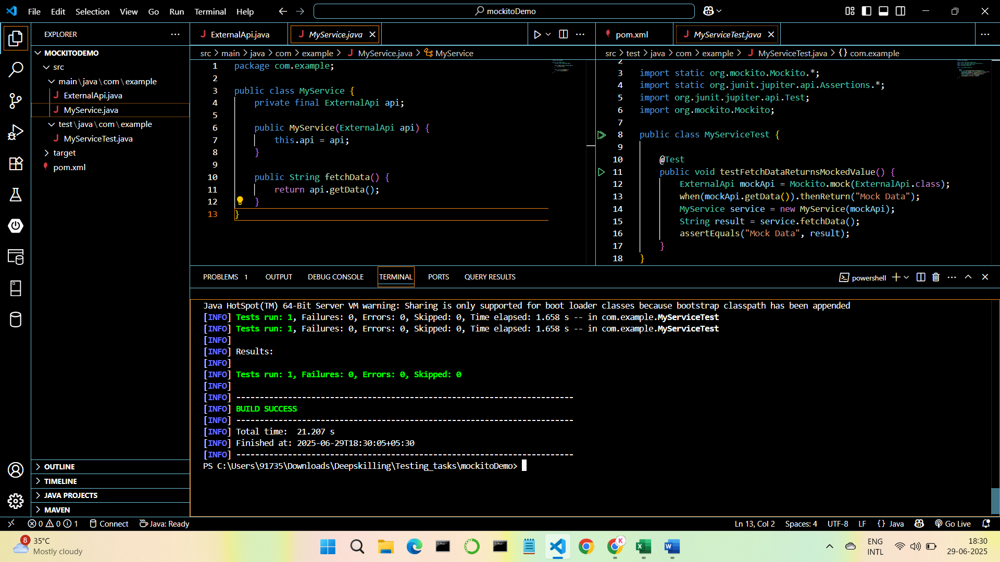 File Edit Selection View Go Run Terminal Help
mockitoDemo
EXPLORER
MOCKITODEMO
src
main\java\com\example
ExternalApi.java
MyService.java
test\java\com\example
MyServiceTest.java
target
pom.xml
OUTLINE
TIMELINE
JAVA PROJECTS
MAVEN
ExternalApi.java
MyService.java
src > main > java > com > example > MyService.java > MyService
1 package com.example;
2
3 public class MyService {
4 private final ExternalApi api;
5
6 public MyService(ExternalApi api) {
7 this.api = api;
8 }
9
10 public String fetchData() {
11 return api.getData();
12 }
13 }
pom.xml
MyServiceTest.java
src > test > java > com > example > MyServiceTest.java > {} com.example
2
3 import static org.mockito.Mockito.*;
4 import static org.junit.jupiter.api.Assertions.*;
5 import org.junit.jupiter.api.Test;
6 import org.mockito.Mockito;
7
8 public class MyServiceTest {
9
10 @Test
11 public void testFetchDataReturnsMockedValue() {
12 ExternalApi mockApi = Mockito.mock(ExternalApi.class);
13 when(mockApi.getData()).thenReturn("Mock Data");
14 MyService service = new MyService(mockApi);
15 String result = service.fetchData();
16 assertEquals("Mock Data", result);
17 }
18 }
PROBLEMS 1 OUTPUT DEBUG CONSOLE TERMINAL PORTS QUERY RESULTS
powershell
Java HotSpot(TM) 64-Bit Server VM warning: Sharing is only supported for boot loader classes because bootstrap classpath has been appended
[INFO] Tests run: 1, Failures: 0, Errors: 0, Skipped: 0, Time elapsed: 1.658 s -- in com.example.MyServiceTest
[INFO] Tests run: 1, Failures: 0, Errors: 0, Skipped: 0, Time elapsed: 1.658 s -- in com.example.MyServiceTest
[INFO]
[INFO] Results:
[INFO]
[INFO] Tests run: 1, Failures: 0, Errors: 0, Skipped: 0
[INFO]
[INFO] ------------------------------------------------------------------------
[INFO] BUILD SUCCESS
[INFO] ------------------------------------------------------------------------
[INFO] Total time:  21.207 s
[INFO] Finished at: 2025-06-29T18:30:05+05:30
[INFO] ------------------------------------------------------------------------
PS C:\Users\91735\Downloads\Deepskilling\Testing_tasks\mockitoDemo>
0 0 1 Connect Java: Ready
Ln 13, Col 2 Spaces: 4 UTF-8 LF {} Java Go Live
8
35°C
Mostly cloudy
K
ENG
INTL
18:30
29-06-2025